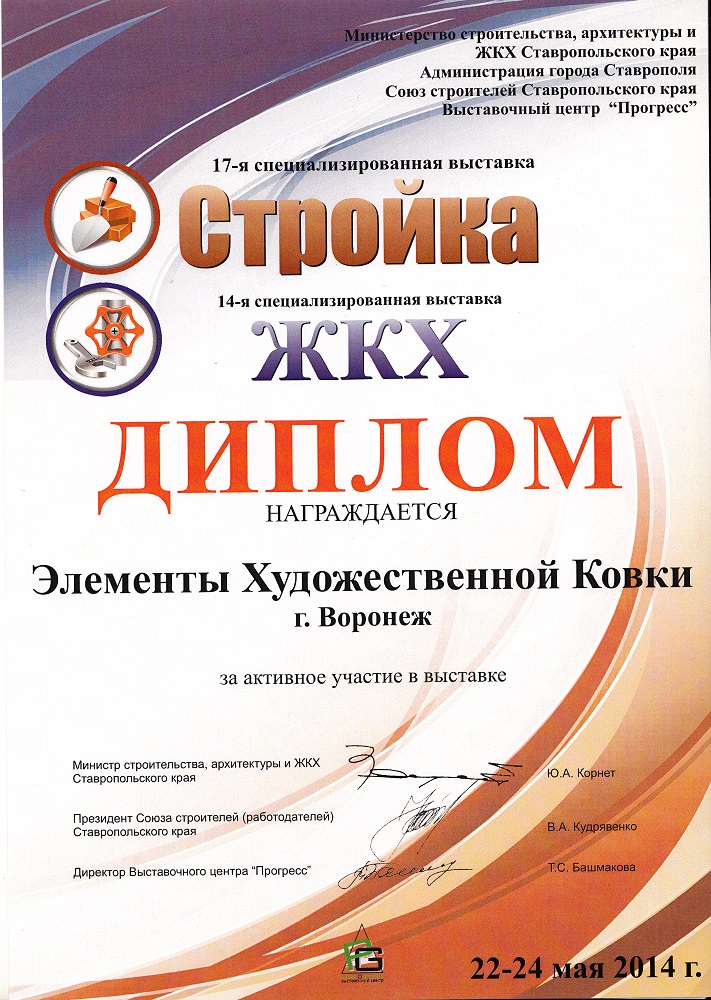 Министерство строительства, архитектуры и
ЖКХ Ставропольского края
Администрация города Ставрополя
Союз строителей Ставропольского края
Выставочный центр “Прогресс”
17-я специализированная выставка
Стройка
14-я специализированная выставка
ЖКХ
ДИПЛОМ
НАГРАЖДАЕТСЯ
Элементы Художественной Ковки
г. Воронеж
за активное участие в выставке
Министр строительства, архитектуры и ЖКХ
Ставропольского края
Ю.А. Корнет
Президент Союза строителей (работодателей)
Ставропольского края
В.А. Кудрявенко
Директор Выставочного центра “Прогресс”
Т.С. Башмакова
PG
выставочный центр
22-24 мая 2014 г.